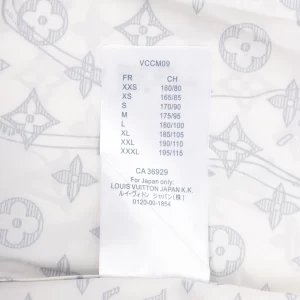 VCCM09
FR CH
XXS 160/80
XS 165/85
S 170/90
M 175/95
L 180/100
XL 185/105
XXL 190/110
XXXL 195/115
CA 36929
For Japan only:
LOUIS VUITTON JAPAN K.K.
ルイ・ヴィトン ジャパン(株)
0120-00-1854